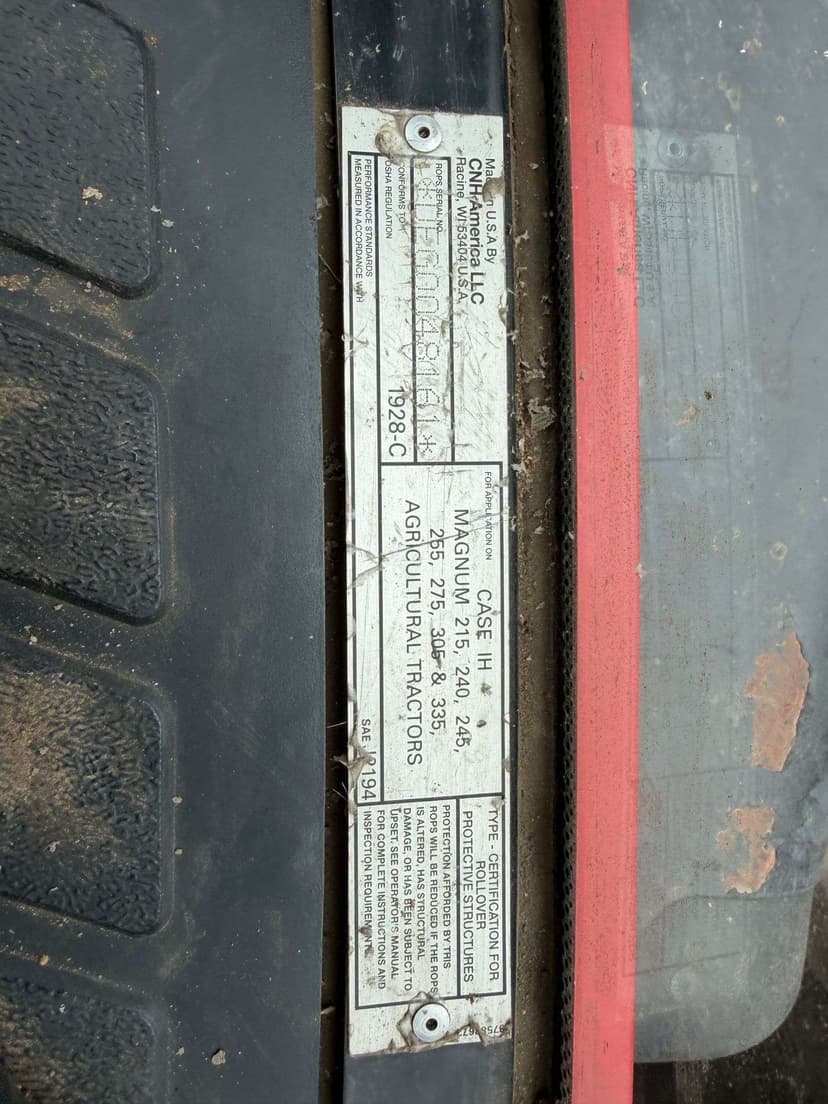 Made in U.S.A By
CNH America LLC
Racine, WI 53404 U.S.A.
ROPS SERIAL NO.
CONFORMS TO
OSHA REGULATION
1928-C
PERFORMANCE STANDARDS
MEASURED IN ACCORDANCE WITH
SAE J2194
FOR APPLICATION ON
CASE IH
MAGNUM 215, 240, 245,
265, 275, 305 & 335,
AGRICULTURAL TRACTORS
TYPE - CERTIFICATION FOR
ROLLOVER
PROTECTIVE STRUCTURES
PROTECTION AFFORDED BY THIS
ROPS WILL BE REDUCED IF THE ROPS
IS ALTERED, HAS STRUCTURAL
DAMAGE, OR HAS BEEN SUBJECT TO
UPSET. SEE OPERATOR'S MANUAL
FOR COMPLETE INSTRUCTIONS AND
INSPECTION REQUIREMENTS.